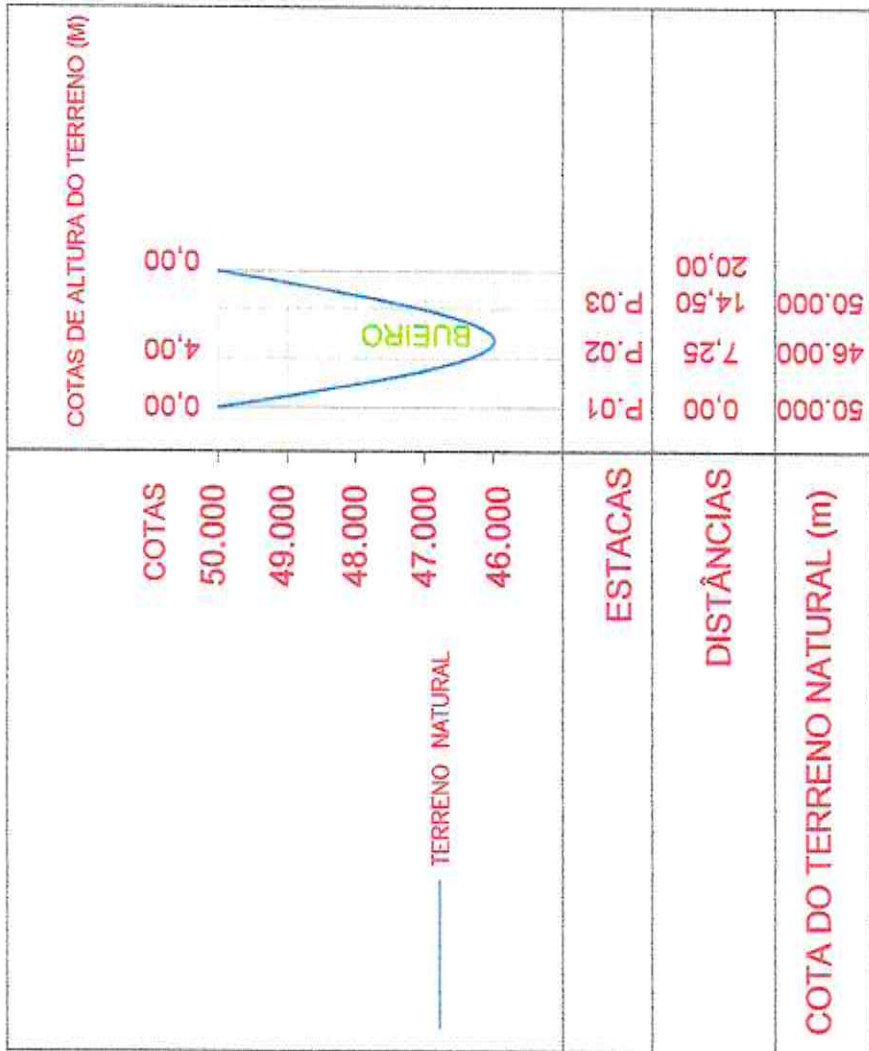 COTAS DE ALTURA DO TERRENO (M)
0,00
4,00
0,00
COTAS
50.000
49.000
48.000
47.000
46.000
BUEIRO
TERRENO NATURAL
ESTACAS
P.01
P.02
P.03
DISTÂNCIAS
0,00
7,25
14,50
20,00
COTA DO TERRENO NATURAL (m)
50.000
46.000
50.000